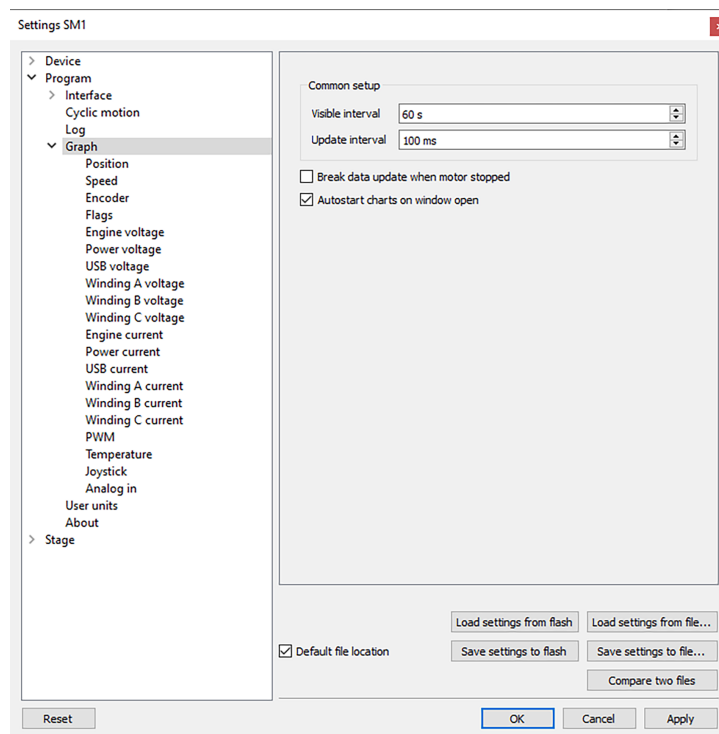 Settings SM1
Device
Program
Interface
Cyclic motion
Log
Graph
Position
Speed
Encoder
Flags
Engine voltage
Power voltage
USB voltage
Winding A voltage
Winding B voltage
Winding C voltage
Engine current
Power current
USB current
Winding A current
Winding B current
Winding C current
PWM
Temperature
Joystick
Analog in
User units
About
Stage
Common setup
Visible interval 60 s
Update interval 100 ms
Break data update when motor stopped
Autostart charts on window open
Load settings from flash Load settings from file...
Default file location Save settings to flash Save settings to file...
Compare two files
Reset OK Cancel Apply